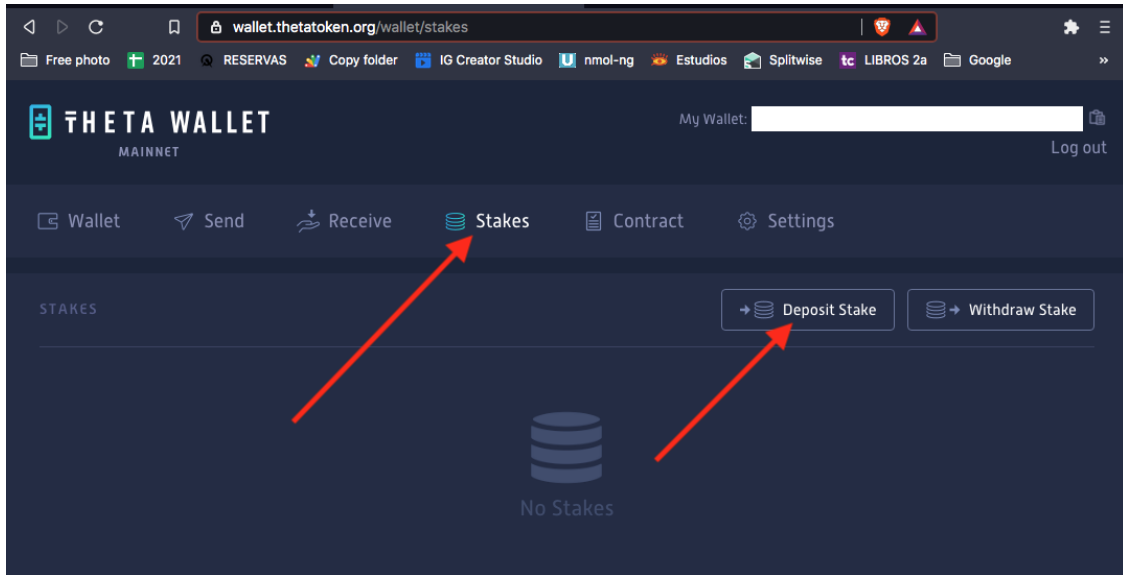 wallet.thetatoken.org/wallet/stakes
Free photo 2021 RESERVAS Copy folder IG Creator Studio nmol-ng Estudios Splitwise tc LIBROS 2a Google »
THETA WALLET
MAINNET
My Wallet:
Log out
Wallet Send Receive Stakes Contract Settings
STAKES Deposit Stake Withdraw Stake
No Stakes